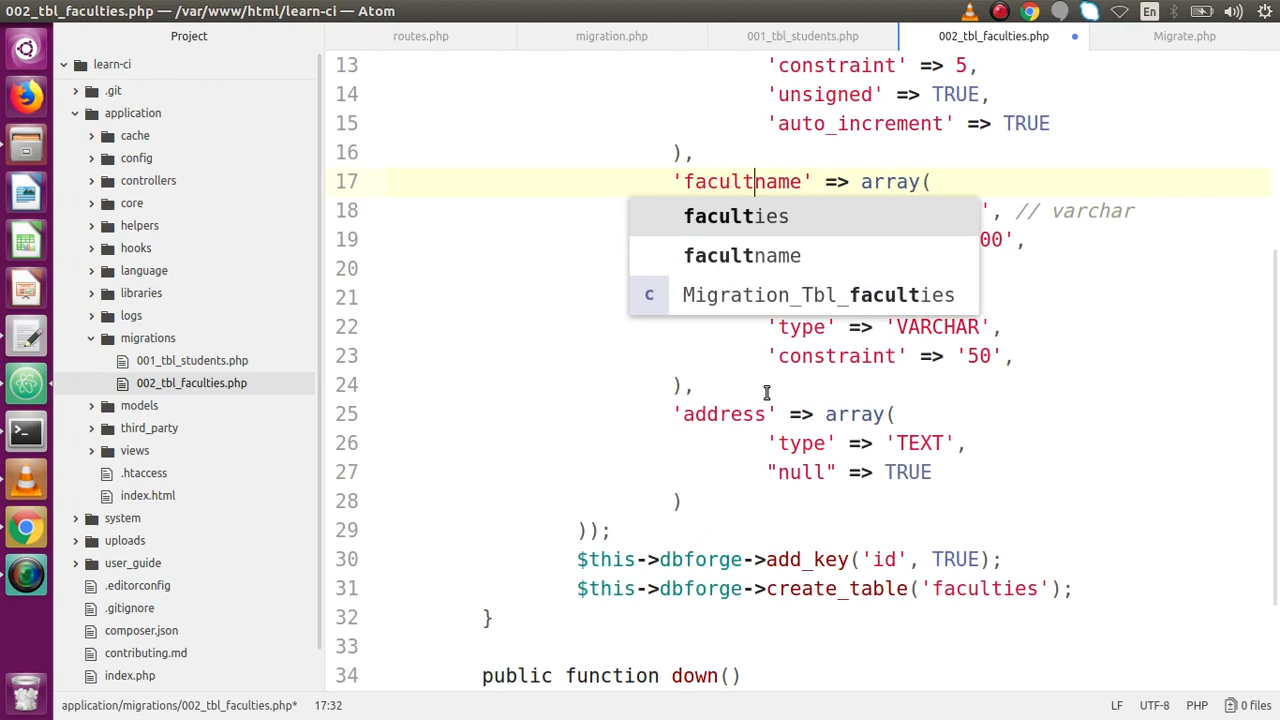 002_tbl_faculties.php — /var/www/html/learn-ci — Atom
En
Project
routes.php
migration.php
001_tbl_students.php
002_tbl_faculties.php
Migrate.php
learn-ci
.git
application
cache
config
controllers
core
helpers
hooks
language
libraries
logs
migrations
001_tbl_students.php
002_tbl_faculties.php
models
third_party
views
.htaccess
index.html
system
uploads
user_guide
.editorconfig
.gitignore
composer.json
contributing.md
index.php
13 'constraint' => 5,
14 'unsigned' => TRUE,
15 'auto_increment' => TRUE
16 ),
17 'facultname' => array(
18 ', // varchar
19 00',
20
21
22 'type' => 'VARCHAR',
23 'constraint' => '50',
24 ),
25 'address' => array(
26 'type' => 'TEXT',
27 "null" => TRUE
28 )
29 ));
30 $this->dbforge->add_key('id', TRUE);
31 $this->dbforge->create_table('faculties');
32 }
33
34 public function down()
faculties
facultname
c Migration_Tbl_faculties
application/migrations/002_tbl_faculties.php* 17:32
LF UTF-8 PHP 0 files